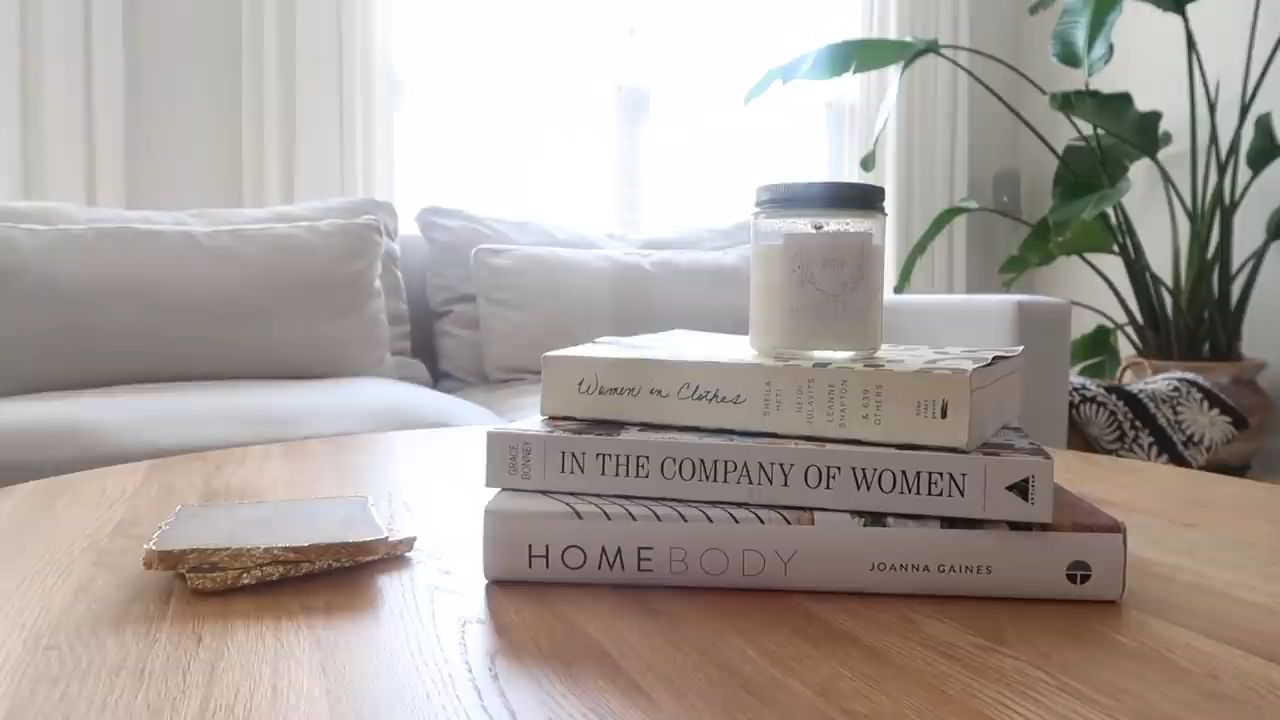 Women in Clothes
SHEILA
HETI
HEIDI
JULAVITS
LEANNE
SHAPTON
& 639
OTHERS
GRACE
BONNEY
IN THE COMPANY OF WOMEN
ARTISAN
HOMEBODY
JOANNA GAINES